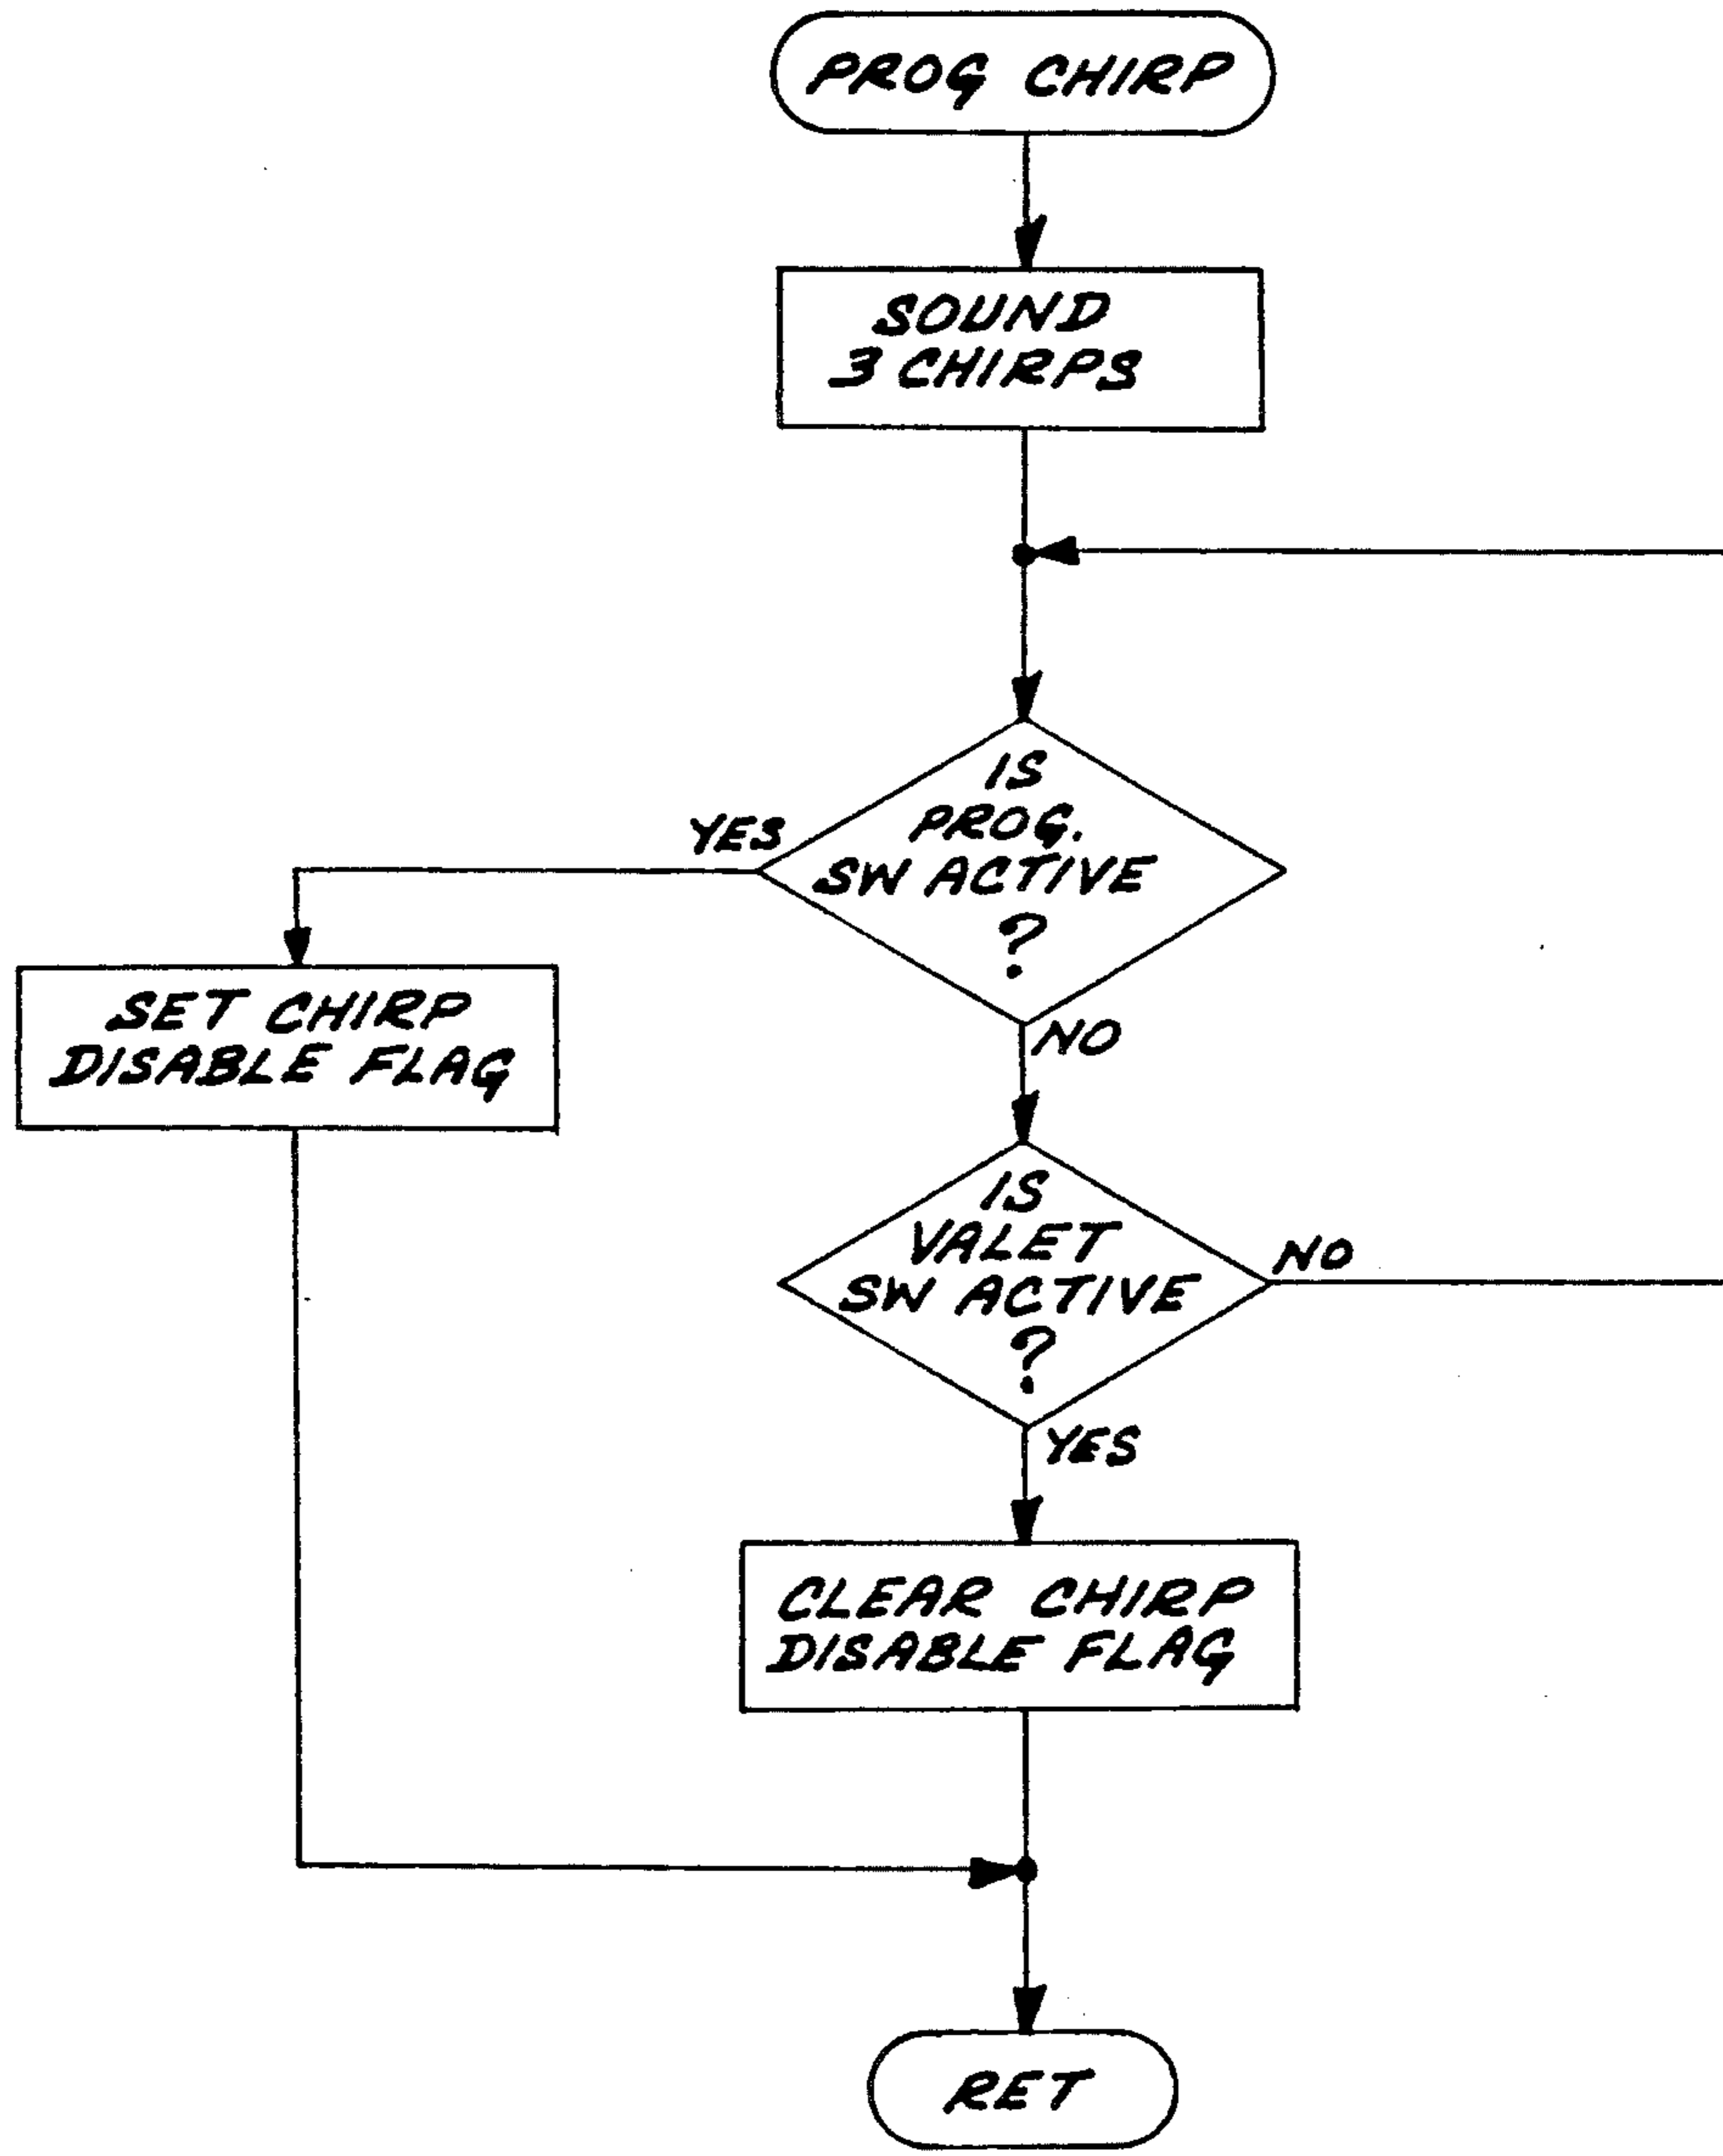 PROG CHIRP
SOUND
3 CHIRPS
IS
PROG.
SW ACTIVE
?
YES
NO
SET CHIRP
DISABLE FLAG
IS
VALET
SW ACTIVE
?
NO
YES
CLEAR CHIRP
DISABLE FLAG
RET